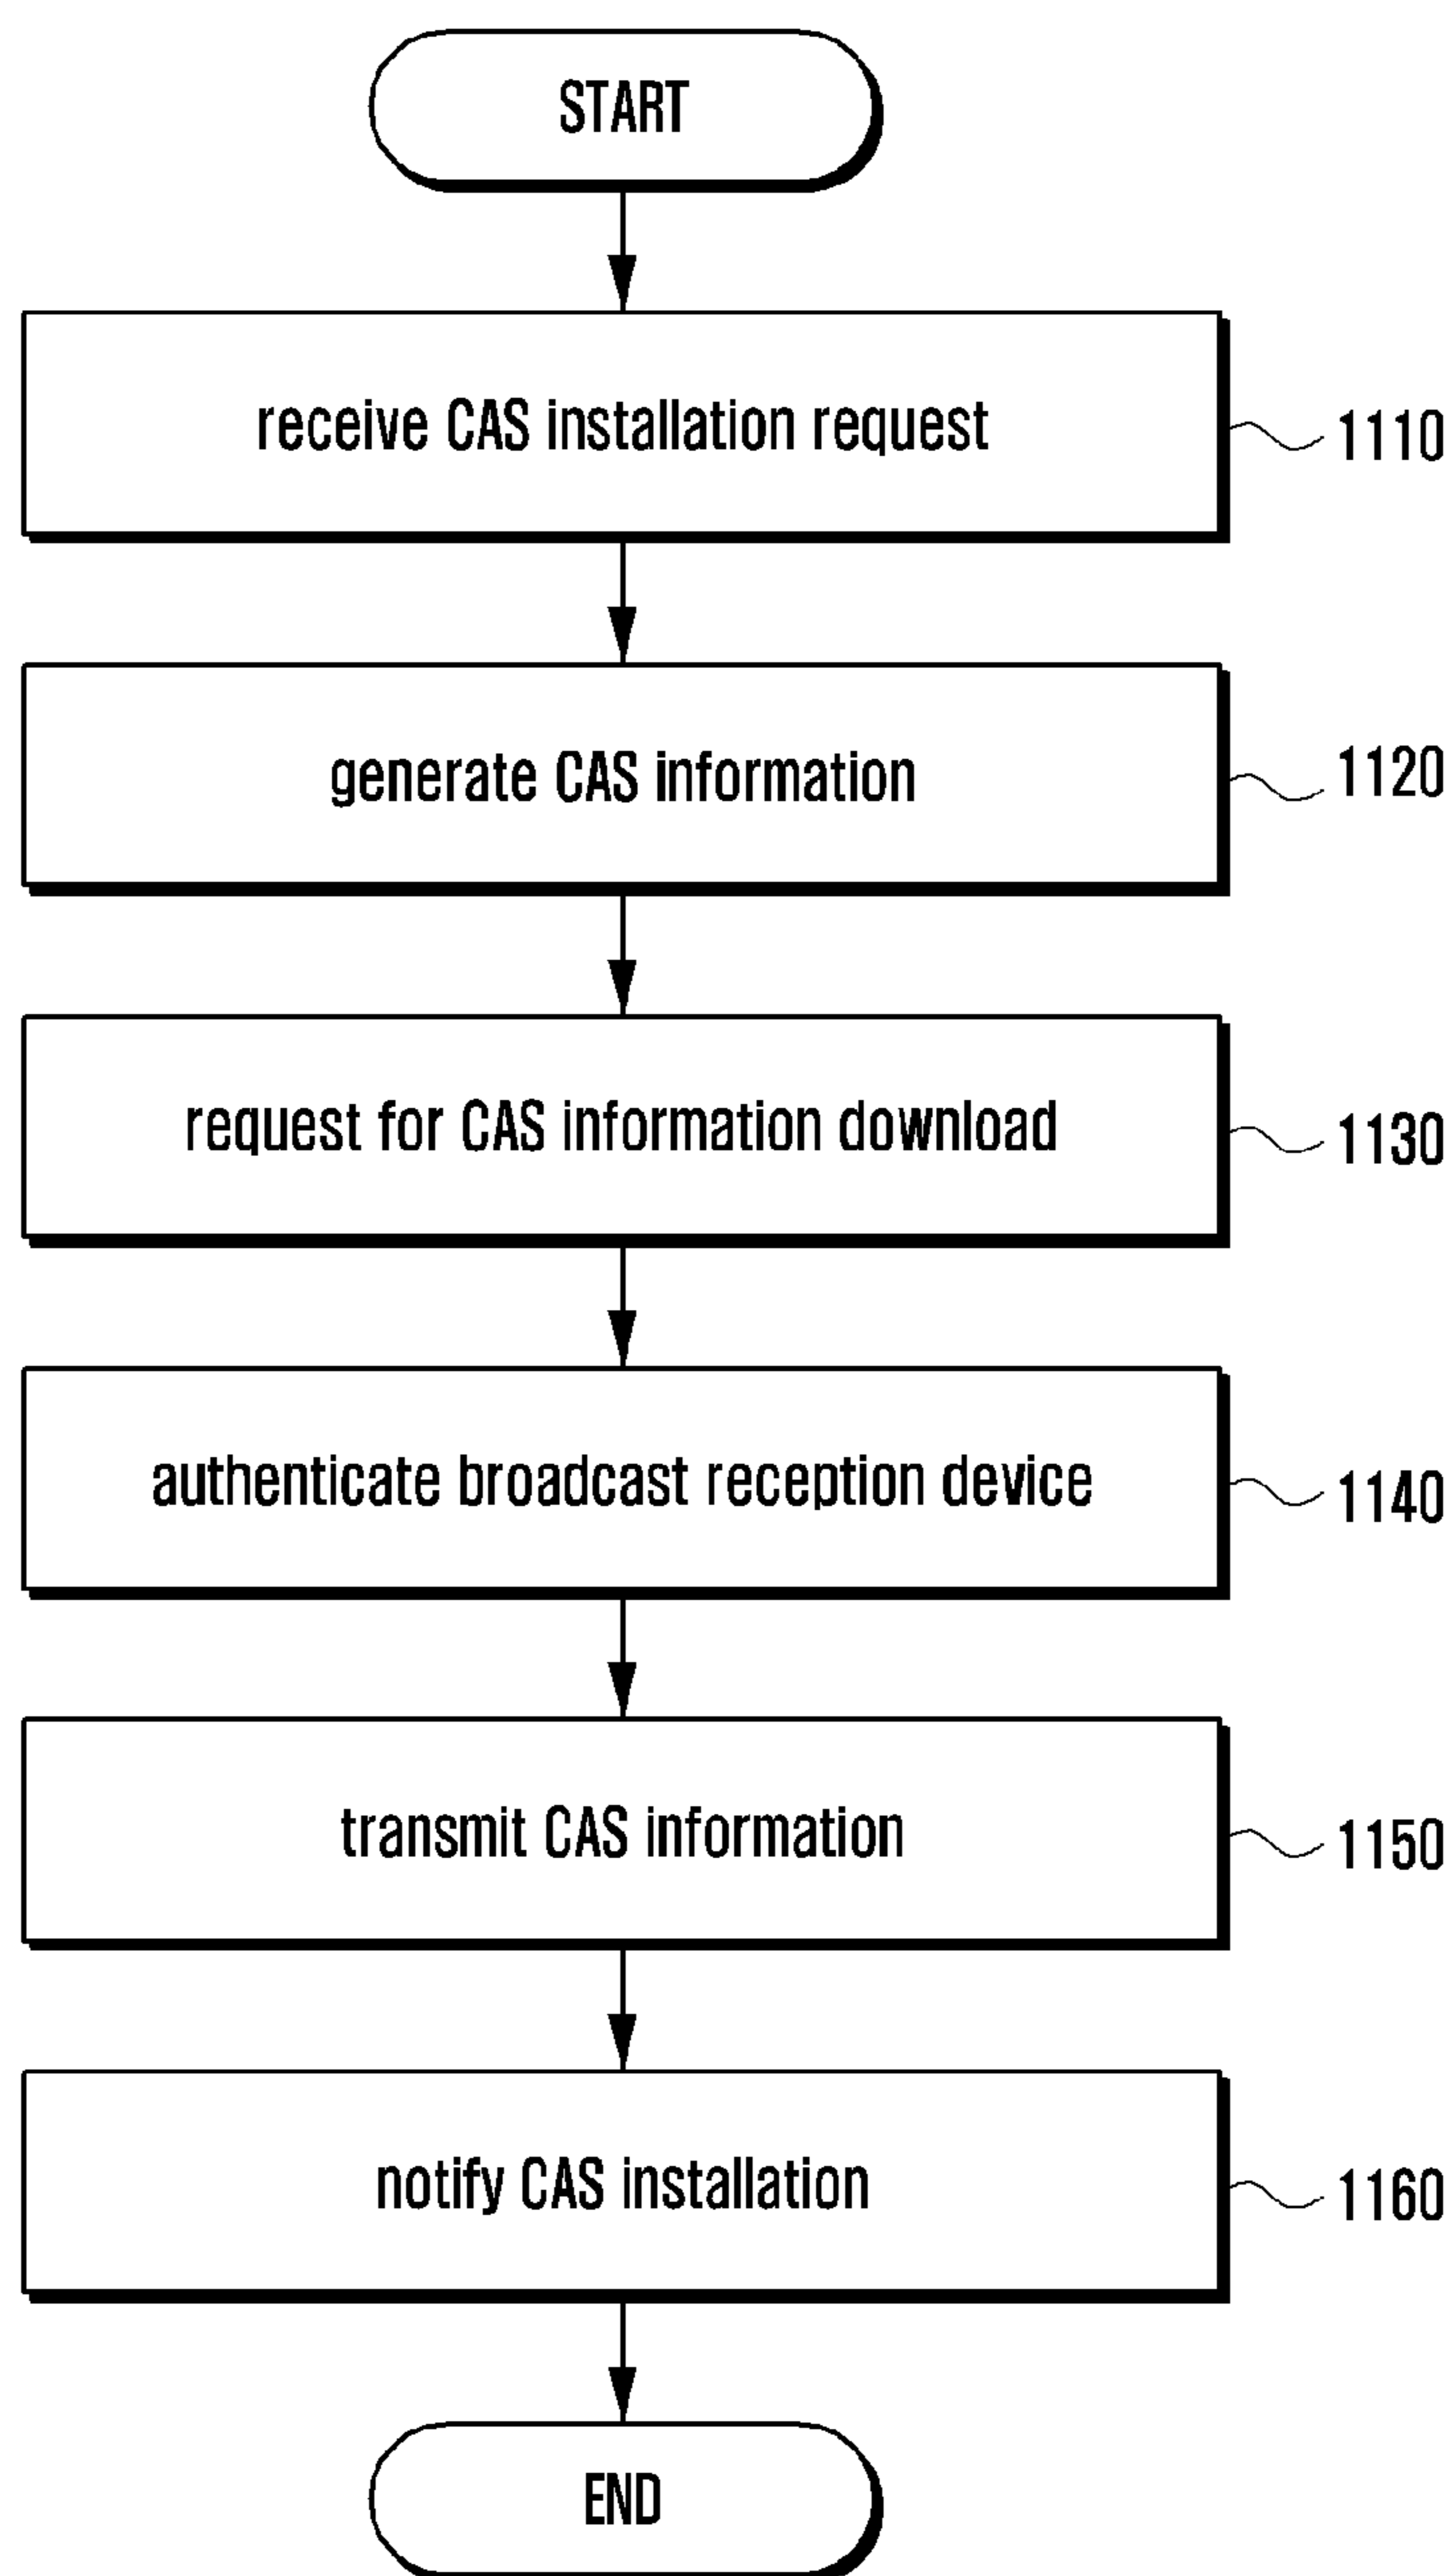 START
receive CAS installation request
1110
generate CAS information
1120
request for CAS information download
1130
authenticate broadcast reception device
1140
transmit CAS information
1150
notify CAS installation
1160
END